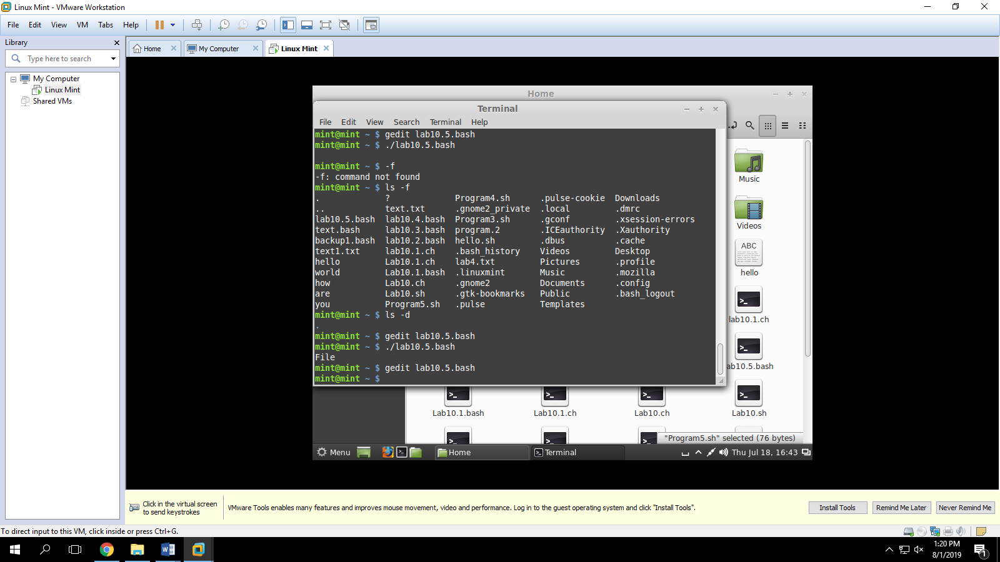 Linux Mint - VMware Workstation
File Edit View VM Tabs Help
Library
Home My Computer Linux Mint
Type here to search
My Computer
Linux Mint
Shared VMs
Home
Terminal
File Edit View Search Terminal Help
mint@mint ~ $ gedit lab10.5.bash
mint@mint ~ $ ./lab10.5.bash
mint@mint ~ $ -f
-f: command not found
mint@mint ~ $ ls -f
. ? Program4.sh .pulse-cookie Downloads
.. text.txt .gnome2_private .local .dmrc
lab10.5.bash lab10.4.bash Program3.sh .gconf .xsession-errors
text.bash lab10.3.bash program.2 .ICEauthority .Xauthority
backup1.bash lab10.2.bash hello.sh .dbus .cache
text1.txt lab10.1.ch .bash_history Videos Desktop
hello Lab10.1.ch lab4.txt Pictures .profile
world Lab10.1.bash .linuxmint Music .mozilla
how Lab10.ch .gnome2 Documents .config
are Lab10.sh .gtk-bookmarks Public .bash_logout
you Program5.sh .pulse Templates
mint@mint ~ $ ls -d
.
mint@mint ~ $ gedit lab10.5.bash
mint@mint ~ $ ./lab10.5.bash
File
mint@mint ~ $ gedit lab10.5.bash
mint@mint ~ $
Music
Videos
ABC
hello
lab10.1.ch
ab10.5.bash
Lab10.1.bash Lab10.1.ch Lab10.ch Lab10.sh
"Program5.sh" selected (76 bytes)
Menu Home Terminal Thu Jul 18, 16:43
Click in the virtual screen
to send keystrokes
VMware Tools enables many features and improves mouse movement, video and performance. Log in to the guest operating system and click "Install Tools".
Install Tools Remind Me Later Never Remind Me
To direct input to this VM, click inside or press Ctrl+G.
1:20 PM
8/1/2019
1